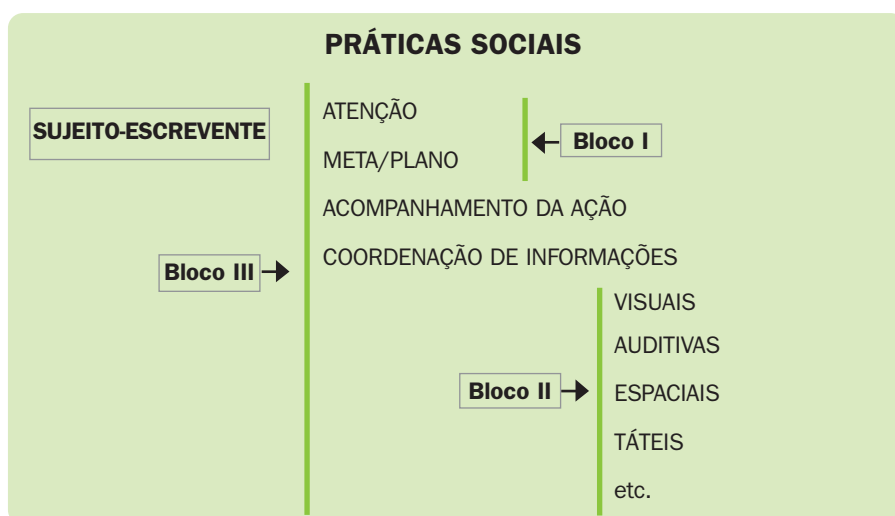 PRÁTICAS SOCIAIS
SUJEITO-ESCREVENTE
ATENÇÃO
META/PLANO
Bloco I
ACOMPANHAMENTO DA AÇÃO
COORDENAÇÃO DE INFORMAÇÕES
Bloco III
VISUAIS
AUDITIVAS
Bloco II
ESPACIAIS
TÁTEIS
etc.